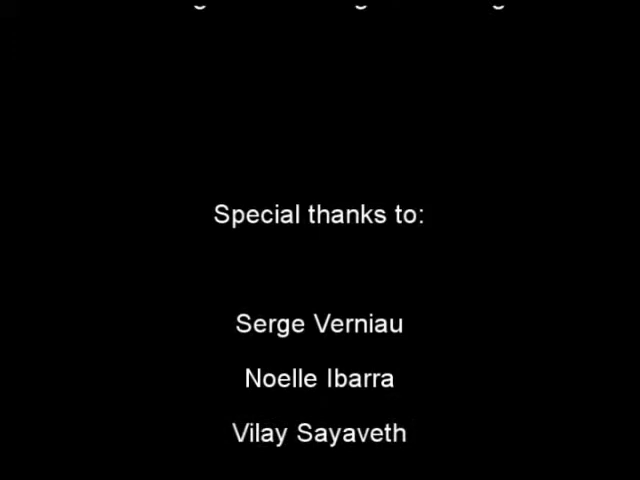 Special thanks to:
Serge Verniau
Noelle Ibarra
Vilay Sayaveth